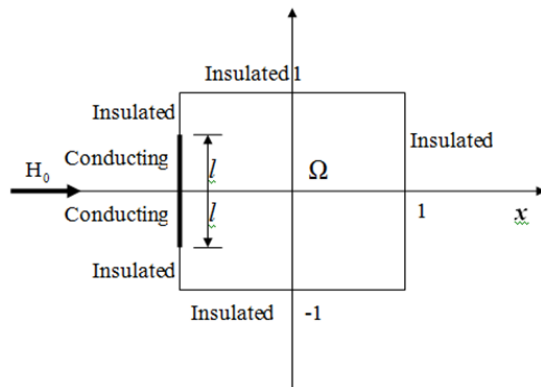 Insulated 1
Insulated
Insulated
Conducting
H0
l
Ω
Conducting
l
1
x
Insulated
Insulated
-1